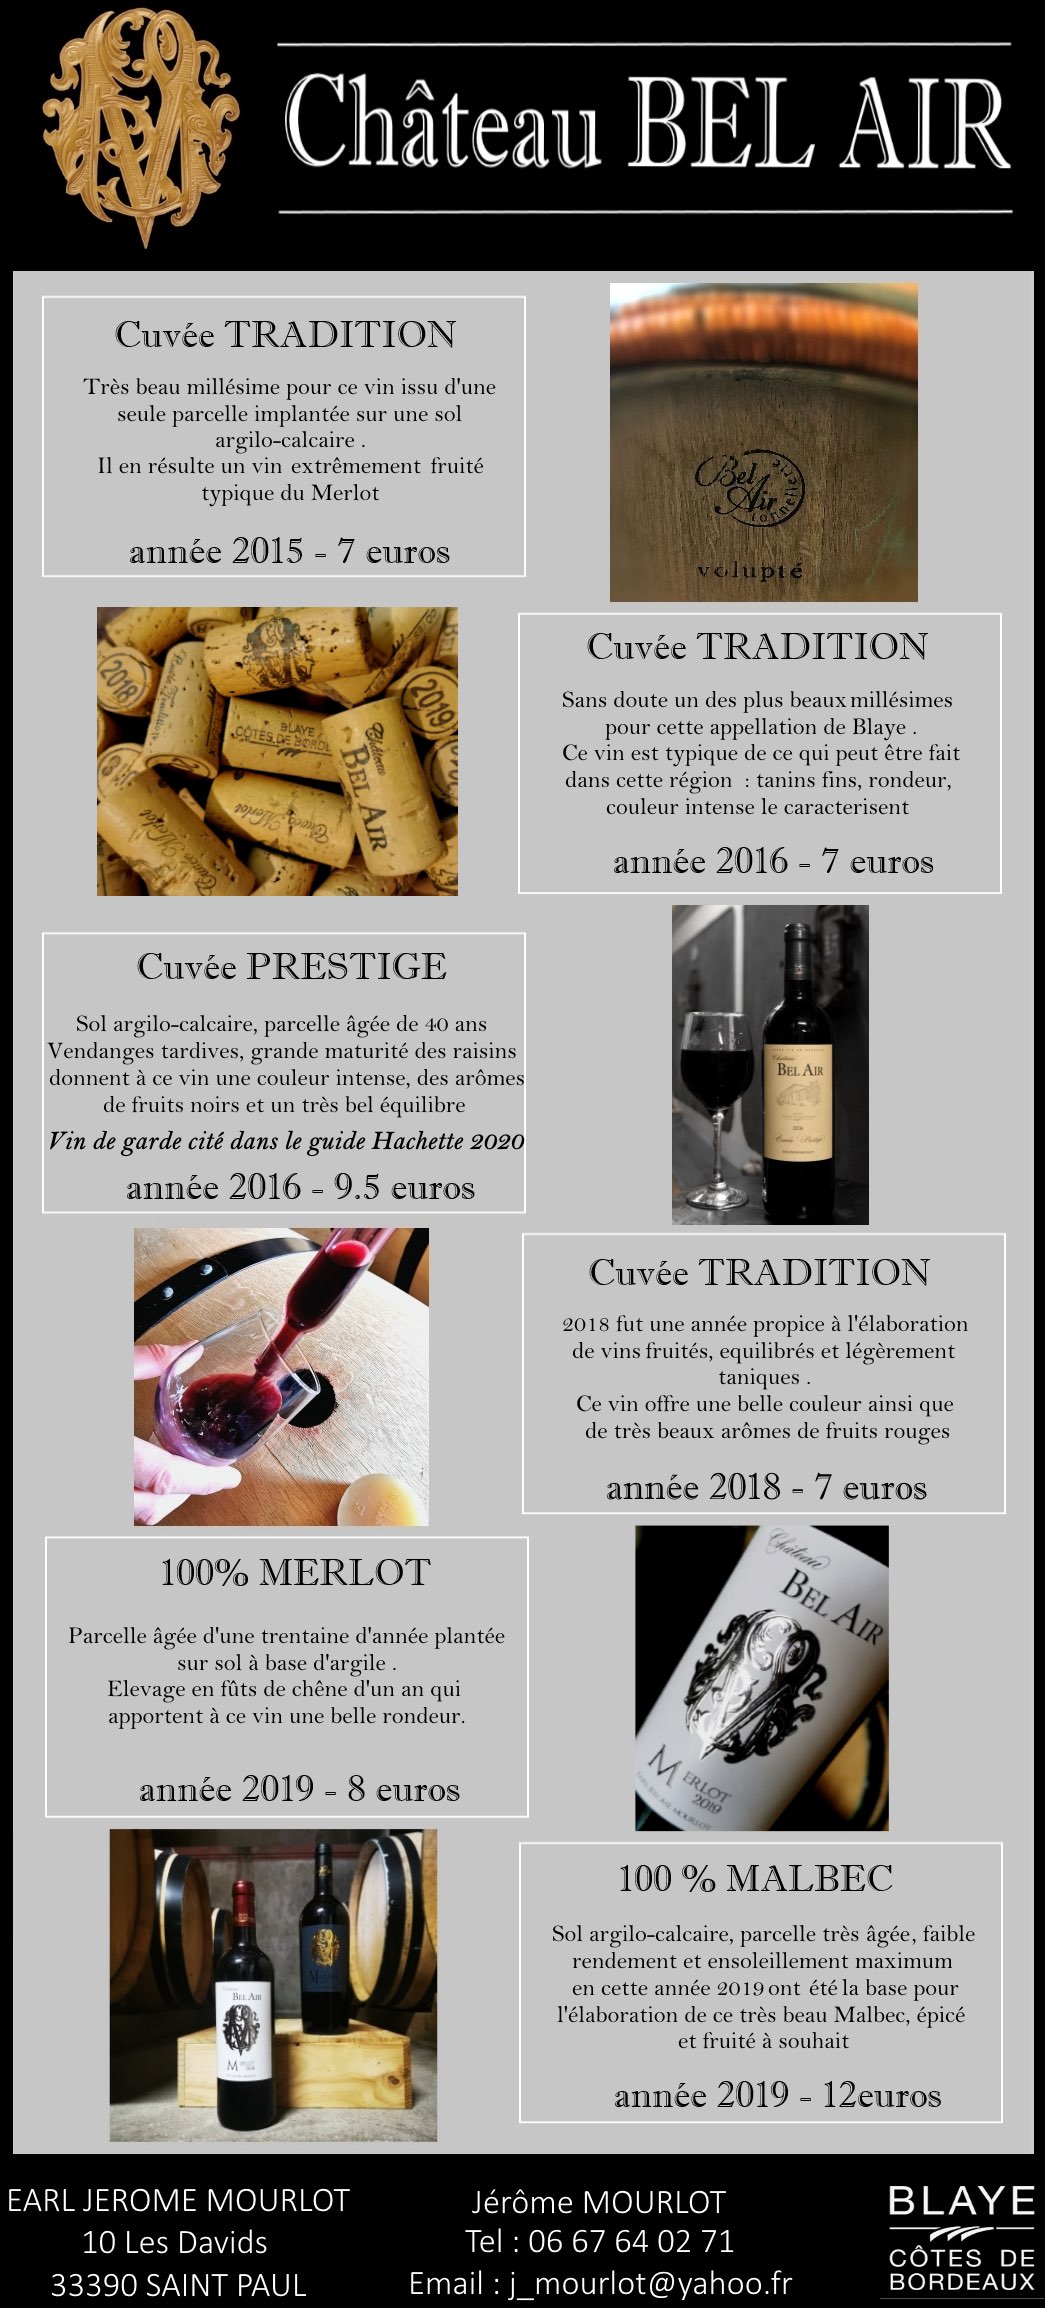 Château BEL AIR
Cuvée TRADITION
Très beau millésime pour ce vin issu d'une
seule parcelle implantée sur une sol
argilo-calcaire .
Il en résulte un vin extrêmement fruité
typique du Merlot
année 2015 - 7 euros
Bel
Air
tonnellerie
volupté
2018
2019
BLAYE
CÔTES DE BORDE
Château
BEL AIR
Cuvée Merlot
Cuvée TRADITION
Sans doute un des plus beaux millésimes
pour cette appellation de Blaye .
Ce vin est typique de ce qui peut être fait
dans cette région : tanins fins, rondeur,
couleur intense le caracterisent
année 2016 - 7 euros
Cuvée PRESTIGE
Sol argilo-calcaire, parcelle âgée de 40 ans
Vendanges tardives, grande maturité des raisins
donnent à ce vin une couleur intense, des arômes
de fruits noirs et un très bel équilibre
Vin de garde cité dans le guide Hachette 2020
année 2016 - 9.5 euros
BLAYE
Château
BEL AIR
2016
Cuvée Prestige
Cuvée TRADITION
2018 fut une année propice à l'élaboration
de vins fruités, equilibrés et légèrement
taniques .
Ce vin offre une belle couleur ainsi que
de très beaux arômes de fruits rouges
année 2018 - 7 euros
100% MERLOT
Parcelle âgée d'une trentaine d'année plantée
sur sol à base d'argile .
Elevage en fûts de chêne d'un an qui
apportent à ce vin une belle rondeur.
année 2019 - 8 euros
Château
BEL AIR
MERLOT
2019
EARL JEROME MOURLOT
Château
BEL AIR
MERLOT
MALBEC
100 % MALBEC
Sol argilo-calcaire, parcelle très âgée, faible
rendement et ensoleillement maximum
en cette année 2019 ont été la base pour
l'élaboration de ce très beau Malbec, épicé
et fruité à souhait
année 2019 - 12euros
EARL JEROME MOURLOT
10 Les Davids
33390 SAINT PAUL
Jérôme MOURLOT
Tel : 06 67 64 02 71
Email : j_mourlot@yahoo.fr
BLAYE
CÔTES DE
BORDEAUX